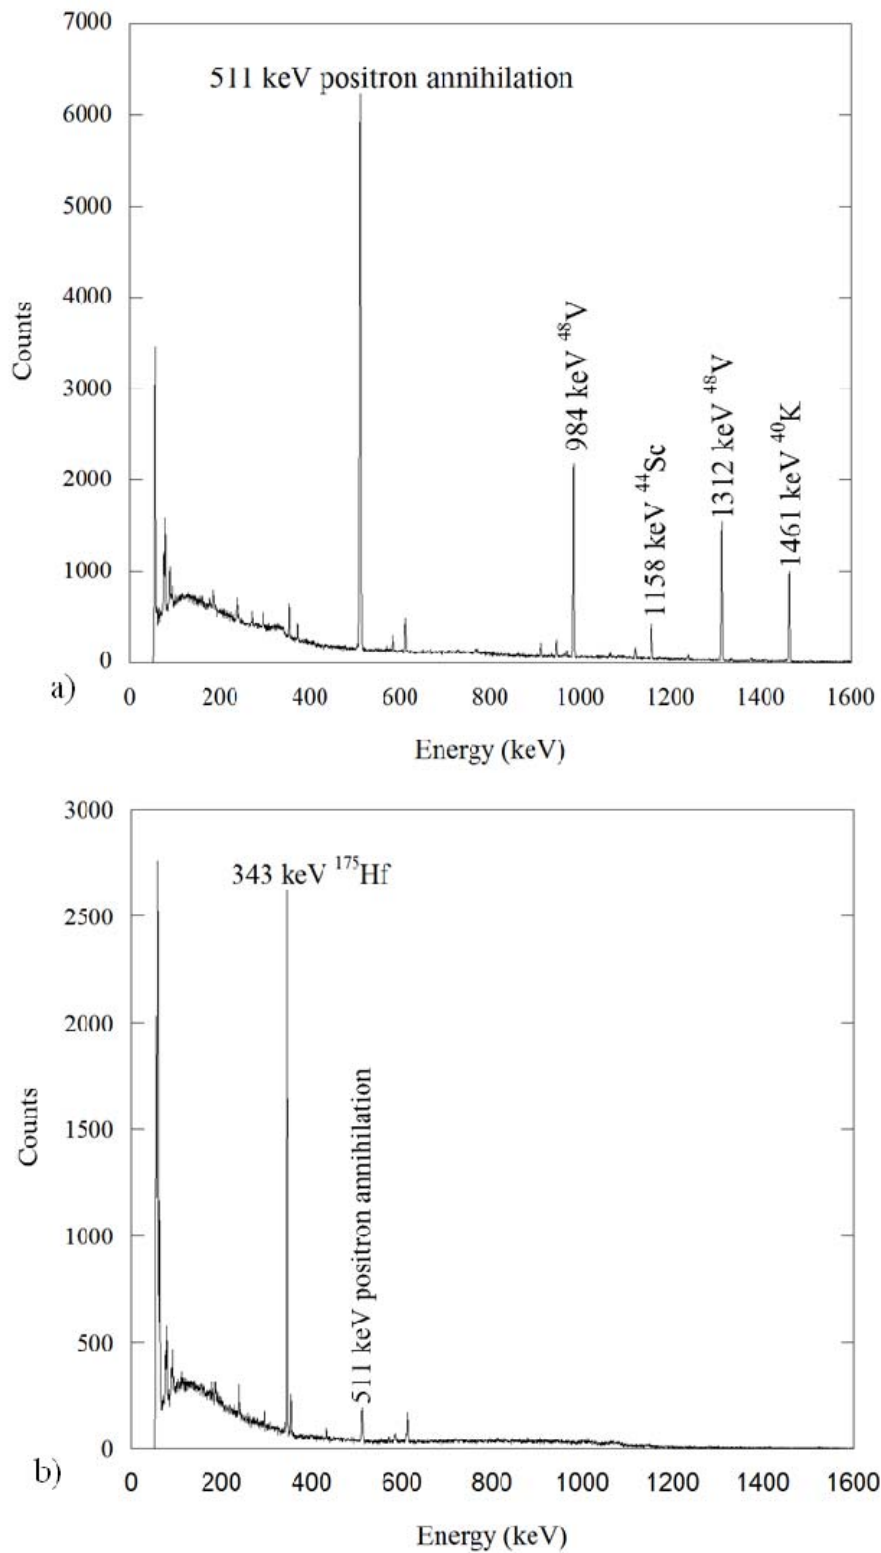 7000
511 keV positron annihilation
6000
5000
4000
3000
2000
1000
0
Counts
984 keV ⁴⁸V
1158 keV ⁴⁴Sc
1312 keV ⁴⁸V
1461 keV ⁴⁰K
a)
0 200 400 600 800 1000 1200 1400 1600
Energy (keV)
3000
343 keV ¹⁷⁵Hf
2500
2000
1500
1000
500
0
Counts
511 keV positron annihilation
b)
0 200 400 600 800 1000 1200 1400 1600
Energy (keV)